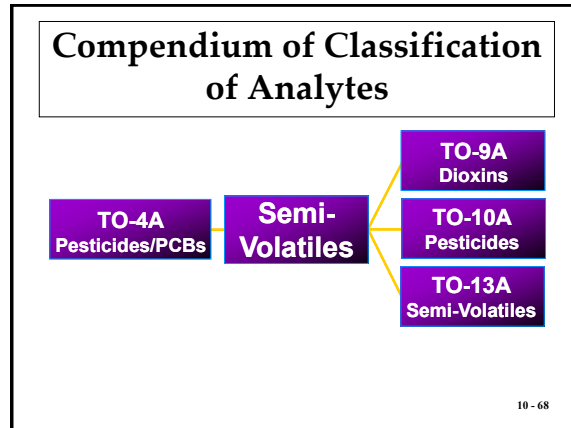 Compendium of Classification
of Analytes
TO-4A
Pesticides/PCBs
Semi-
Volatiles
TO-9A
Dioxins
TO-10A
Pesticides
TO-13A
Semi-Volatiles
10 - 68